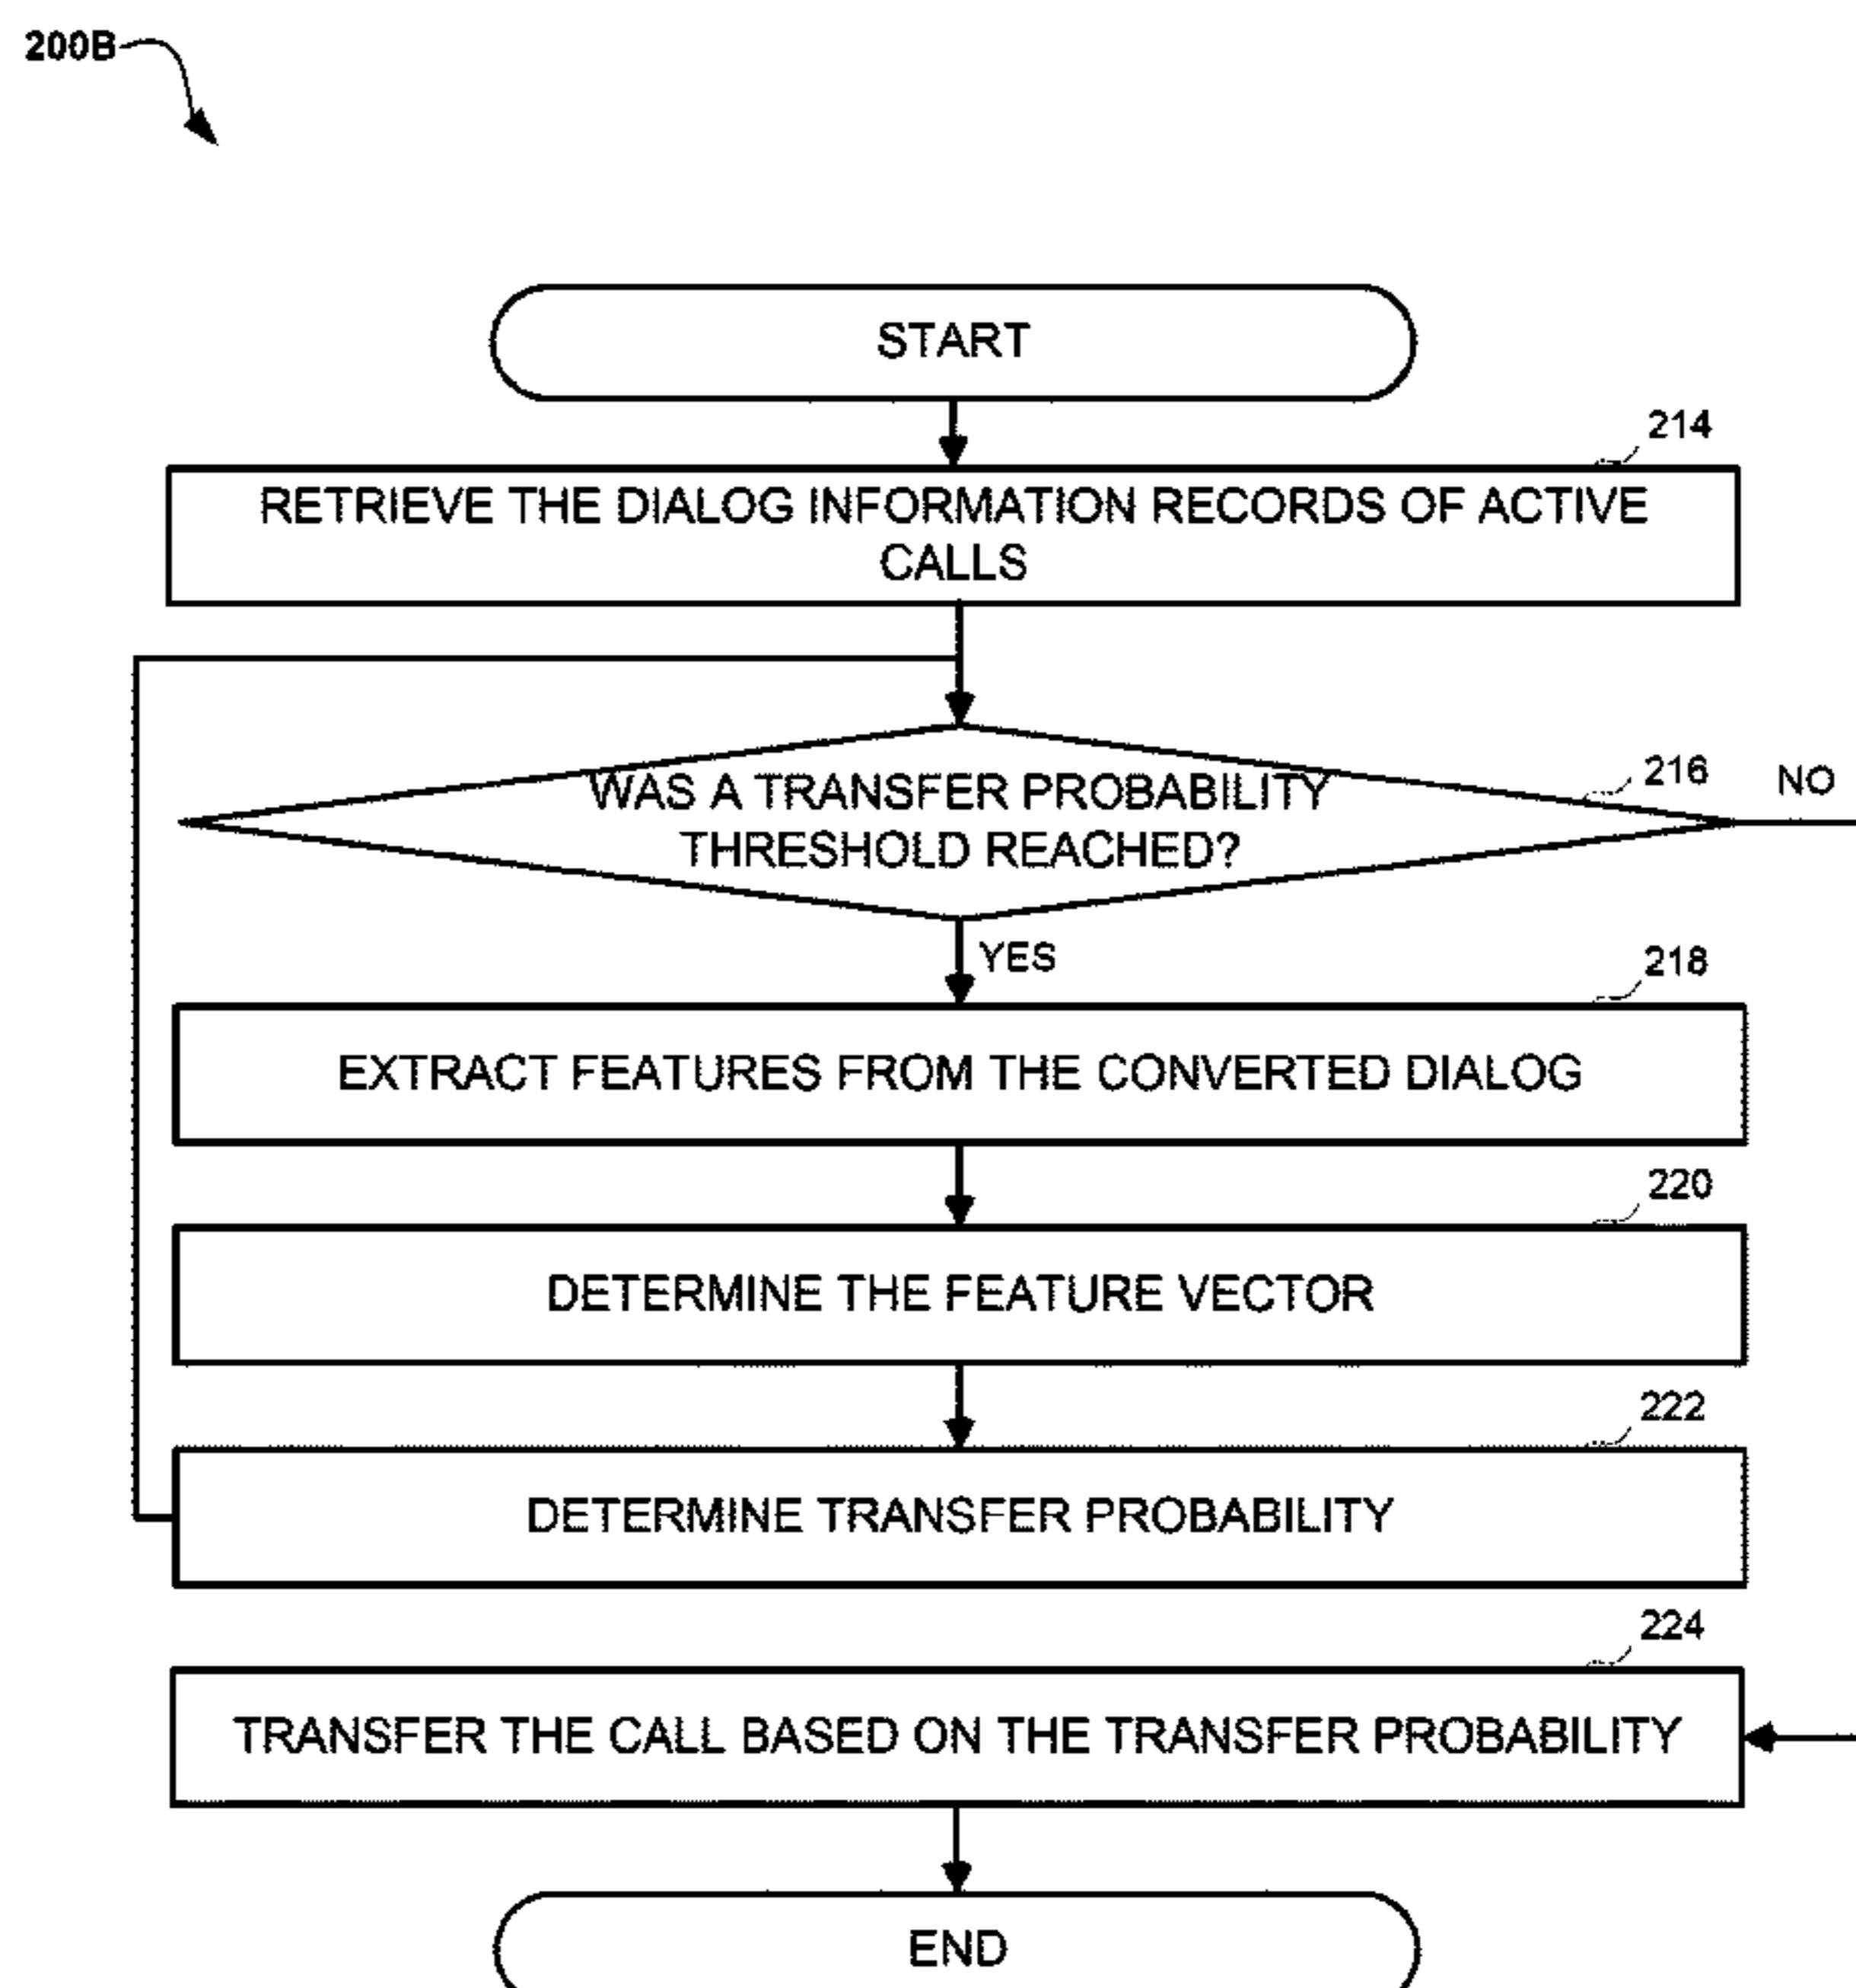 200B
START
214
RETRIEVE THE DIALOG INFORMATION RECORDS OF ACTIVE
CALLS
216
NO
WAS A TRANSFER PROBABILITY
THRESHOLD REACHED?
YES
218
EXTRACT FEATURES FROM THE CONVERTED DIALOG
220
DETERMINE THE FEATURE VECTOR
222
DETERMINE TRANSFER PROBABILITY
224
TRANSFER THE CALL BASED ON THE TRANSFER PROBABILITY
END